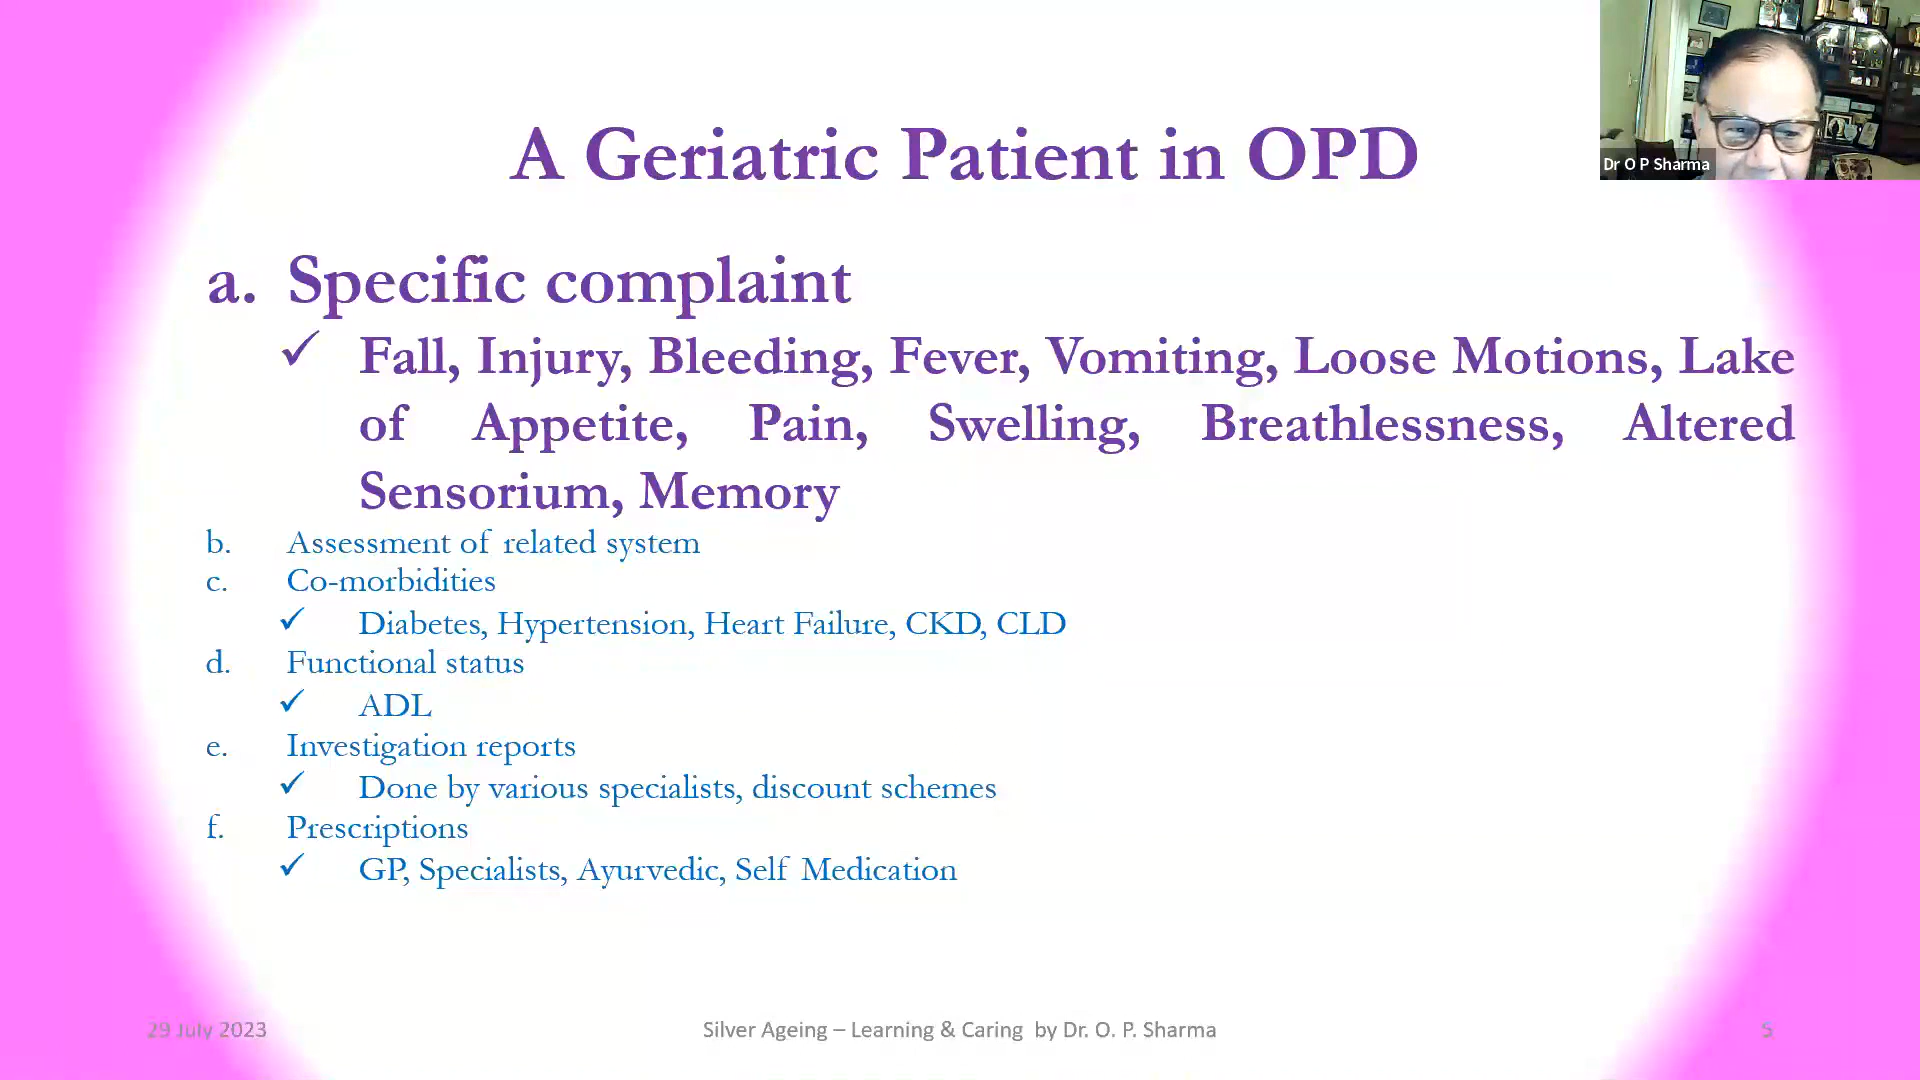 A Geriatric Patient in OPD
Dr O P Sharma
a. Specific complaint
✓ Fall, Injury, Bleeding, Fever, Vomiting, Loose Motions, Lake
of Appetite, Pain, Swelling, Breathlessness, Altered
Sensorium, Memory
b. Assessment of related system
c. Co-morbidities
✓ Diabetes, Hypertension, Heart Failure, CKD, CLD
d. Functional status
✓ ADL
e. Investigation reports
✓ Done by various specialists, discount schemes
f. Prescriptions
✓ GP, Specialists, Ayurvedic, Self Medication
29 July 2023
Silver Ageing – Learning & Caring by Dr. O. P. Sharma
5